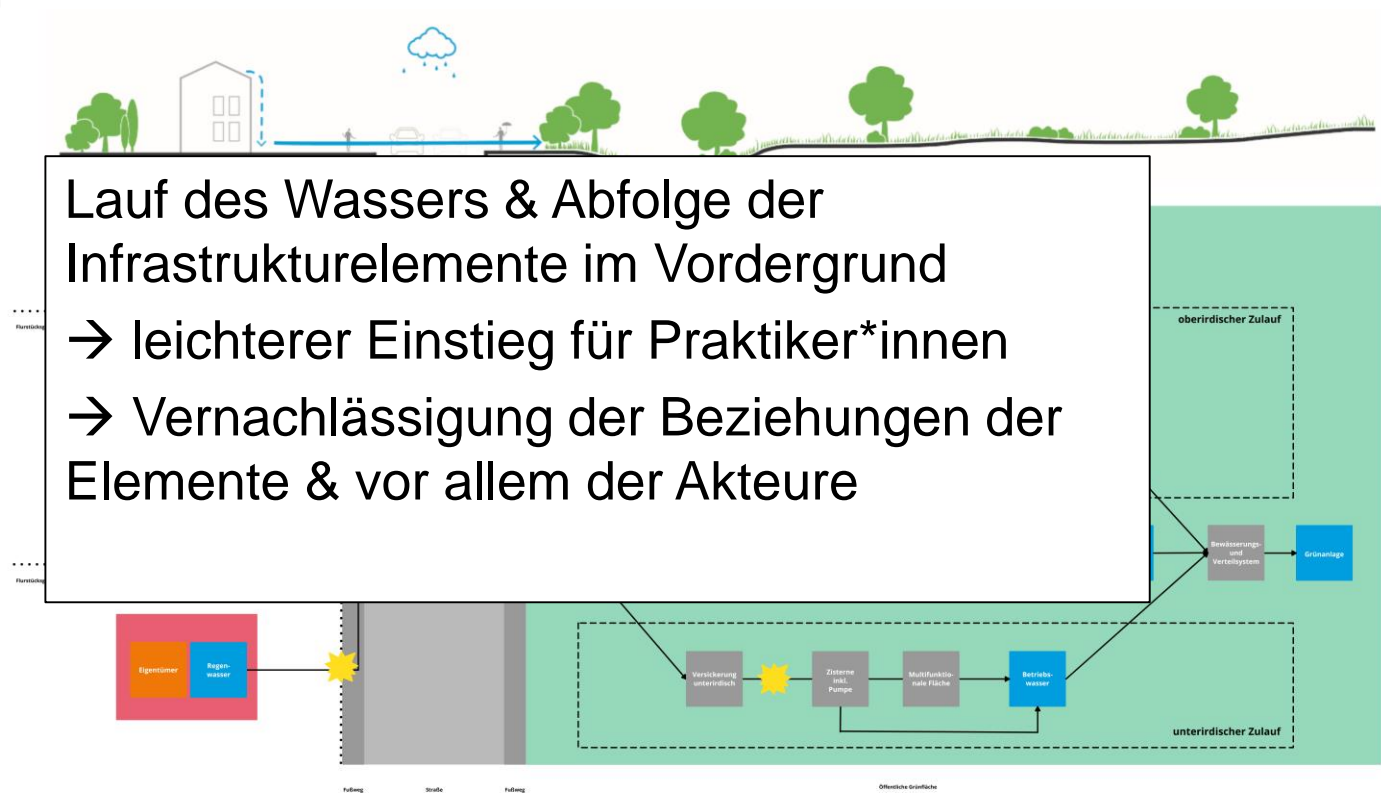 Lauf des Wassers & Abfolge der
Infrastrukturelemente im Vordergrund
→ leichterer Einstieg für Praktiker*innen
→ Vernachlässigung der Beziehungen der
Elemente & vor allem der Akteure
oberirdischer Zulauf
Bewässerungs-
und
Verteilsystem
Grünanlage
Eigentümer
Regen-
wasser
Versickerung
unterirdisch
Zisterne
inkl.
Pumpe
Multifunktio-
nale Fläche
Betriebs-
wasser
unterirdischer Zulauf
Fußweg
Straße
Fußweg
Öffentliche Grünfläche